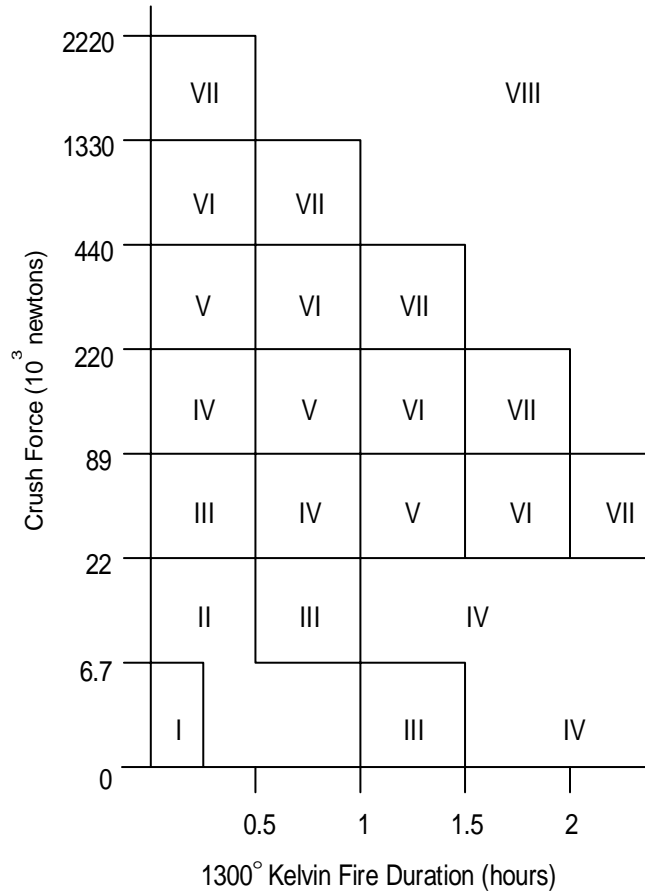 2220
VII VIII
1330
VI VII
440
V VI VII
220
IV V VI VII
89
III IV V VI VII
22
II III IV
6.7
I III IV
0
0.5 1 1.5 2
1300° Kelvin Fire Duration (hours)
Crush Force (10³ newtons)